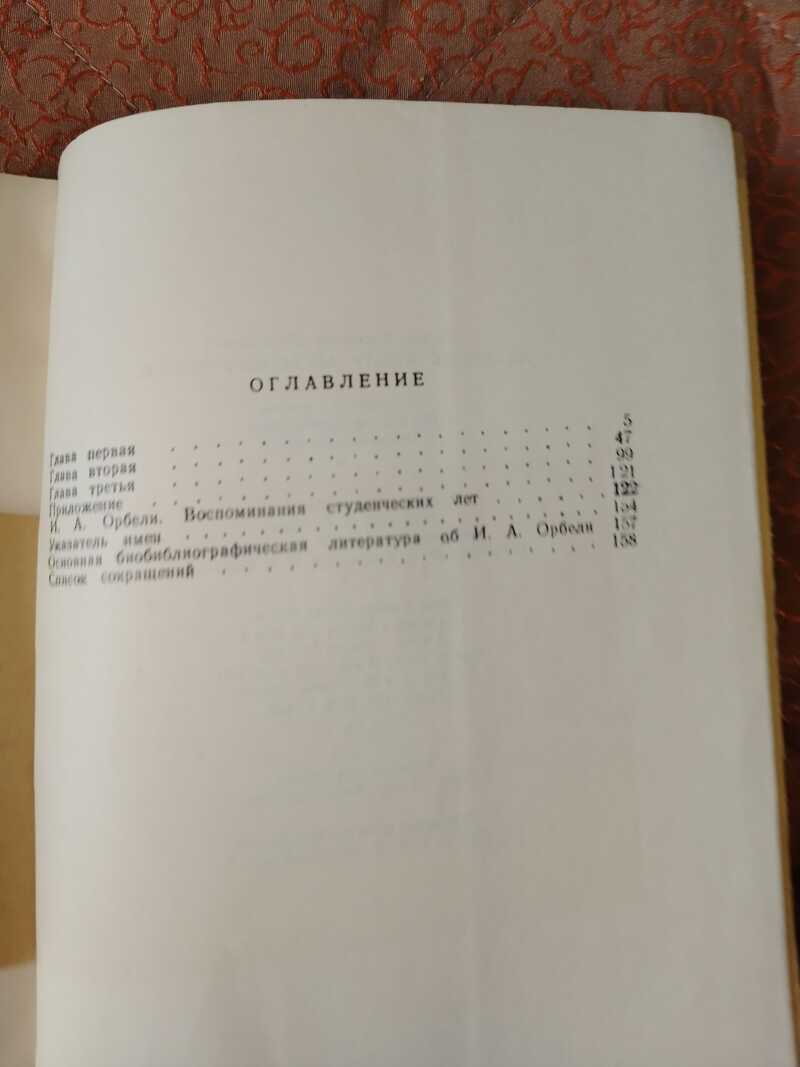 ОГЛАВЛЕНИЕ
Глава первая . . . . . . . . . . . . . . . . . 5
Глава вторая . . . . . . . . . . . . . . . . . 47
Глава третья . . . . . . . . . . . . . . . . . 99
Приложение . . . . . . . . . . . . . . . . . 121
И. А. Орбели. Воспоминания студенческих лет . . . . . 122
Указатель имен . . . . . . . . . . . . . . . . . 154
Основная биобиблиографическая литература об И. А. Орбели 157
Список сокращений . . . . . . . . . . . . . . . 158